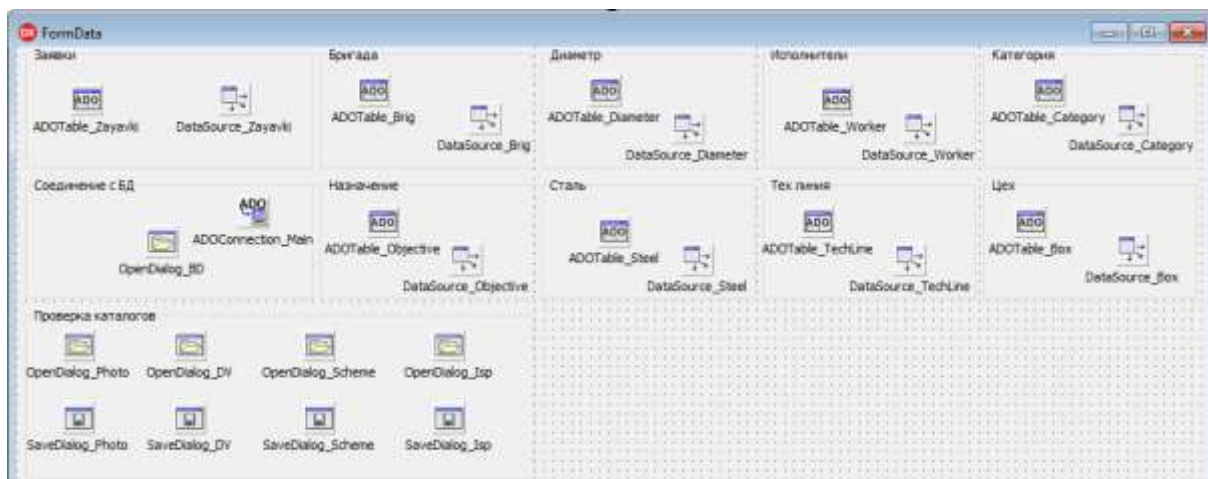 FormData
Заявки
Бригада
Диаметр
Исполнители
Категория
ADO
ADO
ADO
ADO
ADO
ADOTable_Zayavki
DataSource_Zayavki
ADOTable_Brig
DataSource_Brig
ADOTable_Diameter
DataSource_Diameter
ADOTable_Worker
DataSource_Worker
ADOTable_Category
DataSource_Category
Соединение с БД
Назначение
Сталь
Тех линия
Цех
ADO
ADO
ADO
ADO
ADO
ADOConnection_Main
OpenDialog_BD
ADOTable_Objective
DataSource_Objective
ADOTable_Steel
DataSource_Steel
ADOTable_TechLine
DataSource_TechLine
ADOTable_Box
DataSource_Box
Проверка каталогов
OpenDialog_Photo OpenDialog_DV OpenDialog_Scheme OpenDialog_Isp
SaveDialog_Photo SaveDialog_DV SaveDialog_Scheme SaveDialog_Isp